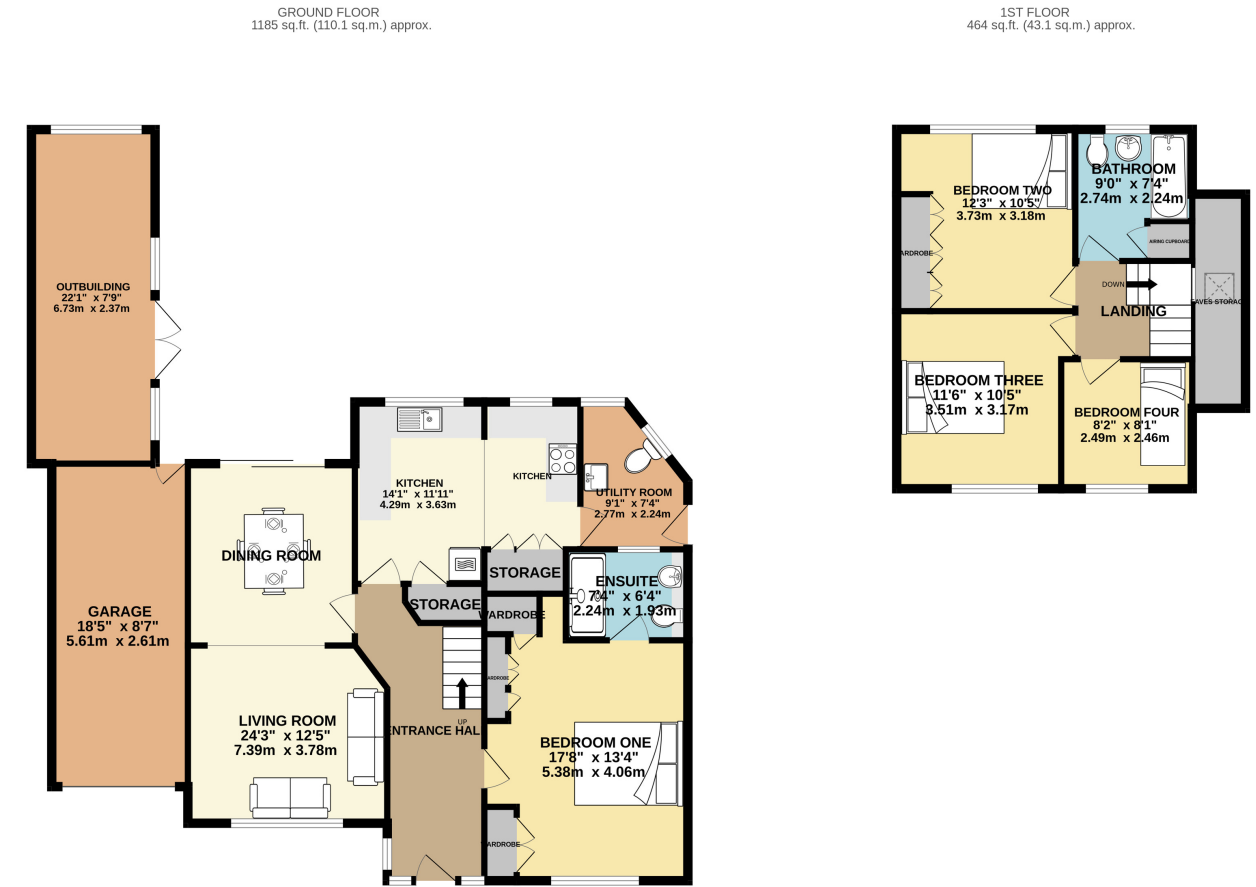 GROUND FLOOR
1185 sq.ft. (110.1 sq.m.) approx.
1ST FLOOR
464 sq.ft. (43.1 sq.m.) approx.
OUTBUILDING
22'1" x 7'9"
6.73m x 2.37m
KITCHEN
14'1" x 11'11"
4.29m x 3.63m
KITCHEN
UTILITY ROOM
9'1" x 7'4"
2.77m x 2.24m
DINING ROOM
STORAGE
STORAGE
ENSUITE
7'4" x 6'4"
2.24m x 1.93m
GARAGE
18'5" x 8'7"
5.61m x 2.61m
WARDROBE
ARDROBE
LIVING ROOM
24'3" x 12'5"
7.39m x 3.78m
UP
ENTRANCE HAL
BEDROOM ONE
17'8" x 13'4"
5.38m x 4.06m
ARDROBE
BEDROOM TWO
12'3" x 10'5"
3.73m x 3.18m
ARDROBE
BATHROOM
9'0" x 7'4"
2.74m x 2.24m
AIRING CUPBOARD
DOWN
LANDING
EAVES STORAG
BEDROOM THREE
11'6" x 10'5"
3.51m x 3.17m
BEDROOM FOUR
8'2" x 8'1"
2.49m x 2.46m